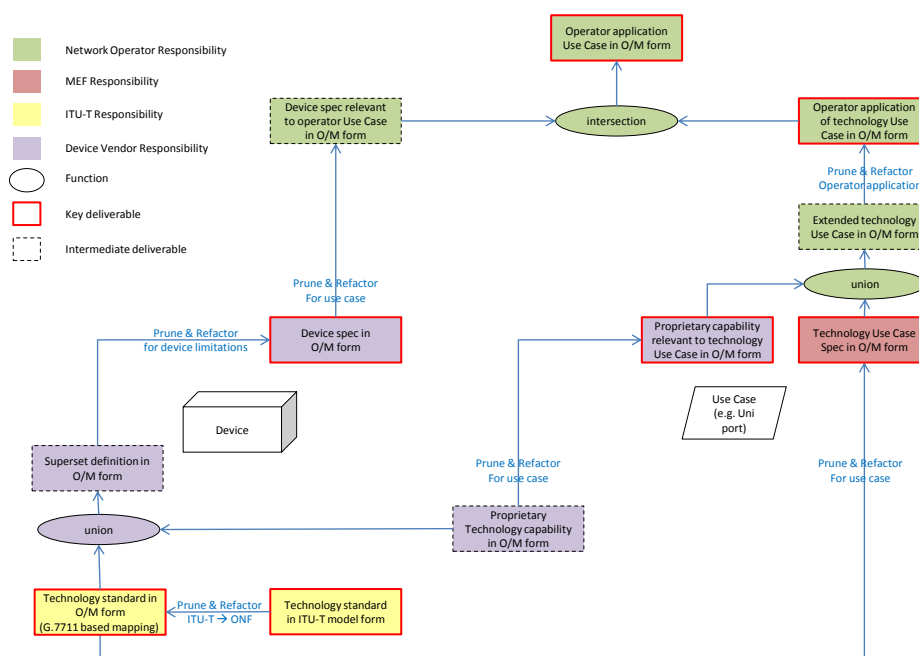 Network Operator Responsibility
MEF Responsibility
ITU-T Responsibility
Device Vendor Responsibility
Function
Key deliverable
Intermediate deliverable
Operator application
Use Case in O/M form
Device spec relevant
to operator Use Case
in O/M form
intersection
Operator application
of technology Use
Case in O/M form
Prune & Refactor
Operator application
Extended technology
Use Case in O/M form
union
Prune & Refactor
For use case
Prune & Refactor
for device limitations
Device spec in
O/M form
Proprietary capability
relevant to technology
Use Case in O/M form
Technology Use Case
Spec in O/M form
Device
Use Case
(e.g. Uni
port)
Superset definition in
O/M form
Prune & Refactor
For use case
Prune & Refactor
For use case
union
Proprietary
Technology capability
in O/M form
Technology standard in
O/M form
(G.7711 based mapping)
Prune & Refactor
ITU-T → ONF
Technology standard
in ITU-T model form